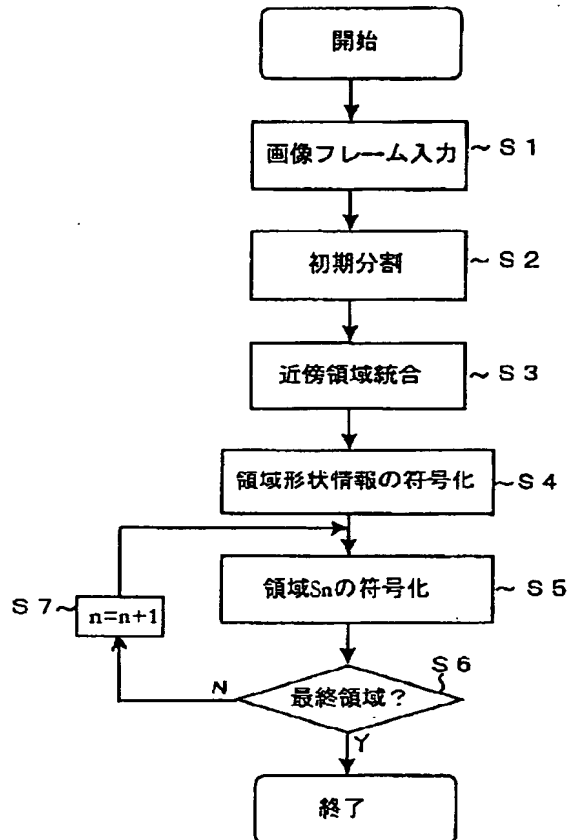 開始
画像フレーム入力 ~S1
初期分割 ~S2
近傍領域統合 ~S3
領域形状情報の符号化 ~S4
領域Snの符号化 ~S5
S7~ n=n+1
S6
N 最終領域?
Y
終了